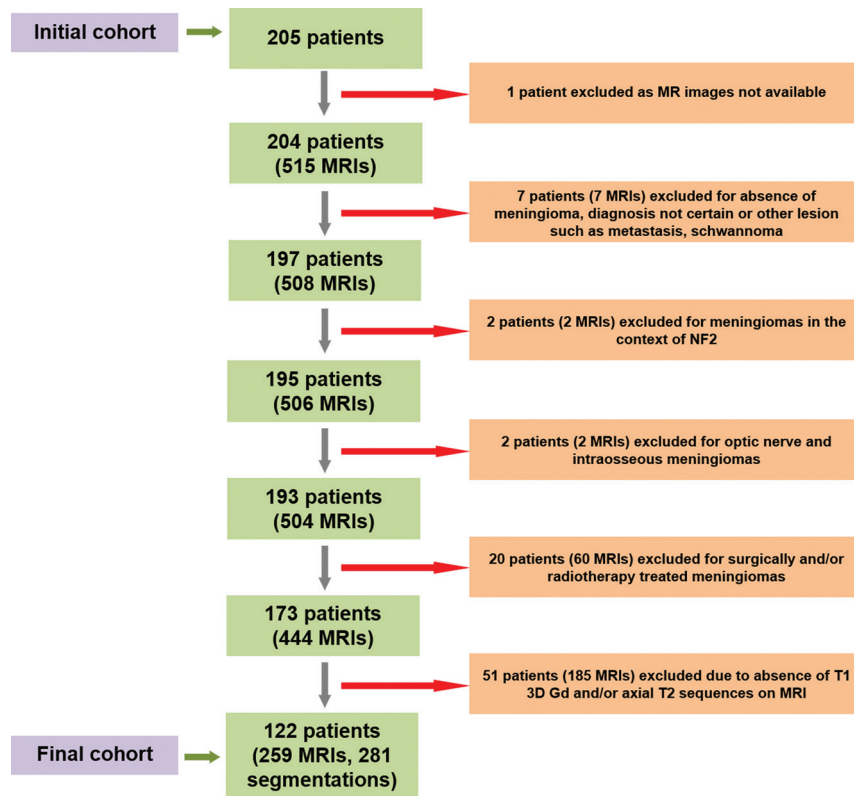 Initial cohort
205 patients
1 patient excluded as MR images not available
204 patients
(515 MRIs)
7 patients (7 MRIs) excluded for absence of
meningioma, diagnosis not certain or other lesion
such as metastasis, schwannoma
197 patients
(508 MRIs)
2 patients (2 MRIs) excluded for meningiomas in the
context of NF2
195 patients
(506 MRIs)
2 patients (2 MRIs) excluded for optic nerve and
intraosseous meningiomas
193 patients
(504 MRIs)
20 patients (60 MRIs) excluded for surgically and/or
radiotherapy treated meningiomas
173 patients
(444 MRIs)
51 patients (185 MRIs) excluded due to absence of T1
3D Gd and/or axial T2 sequences on MRI
Final cohort
122 patients
(259 MRIs, 281
segmentations)